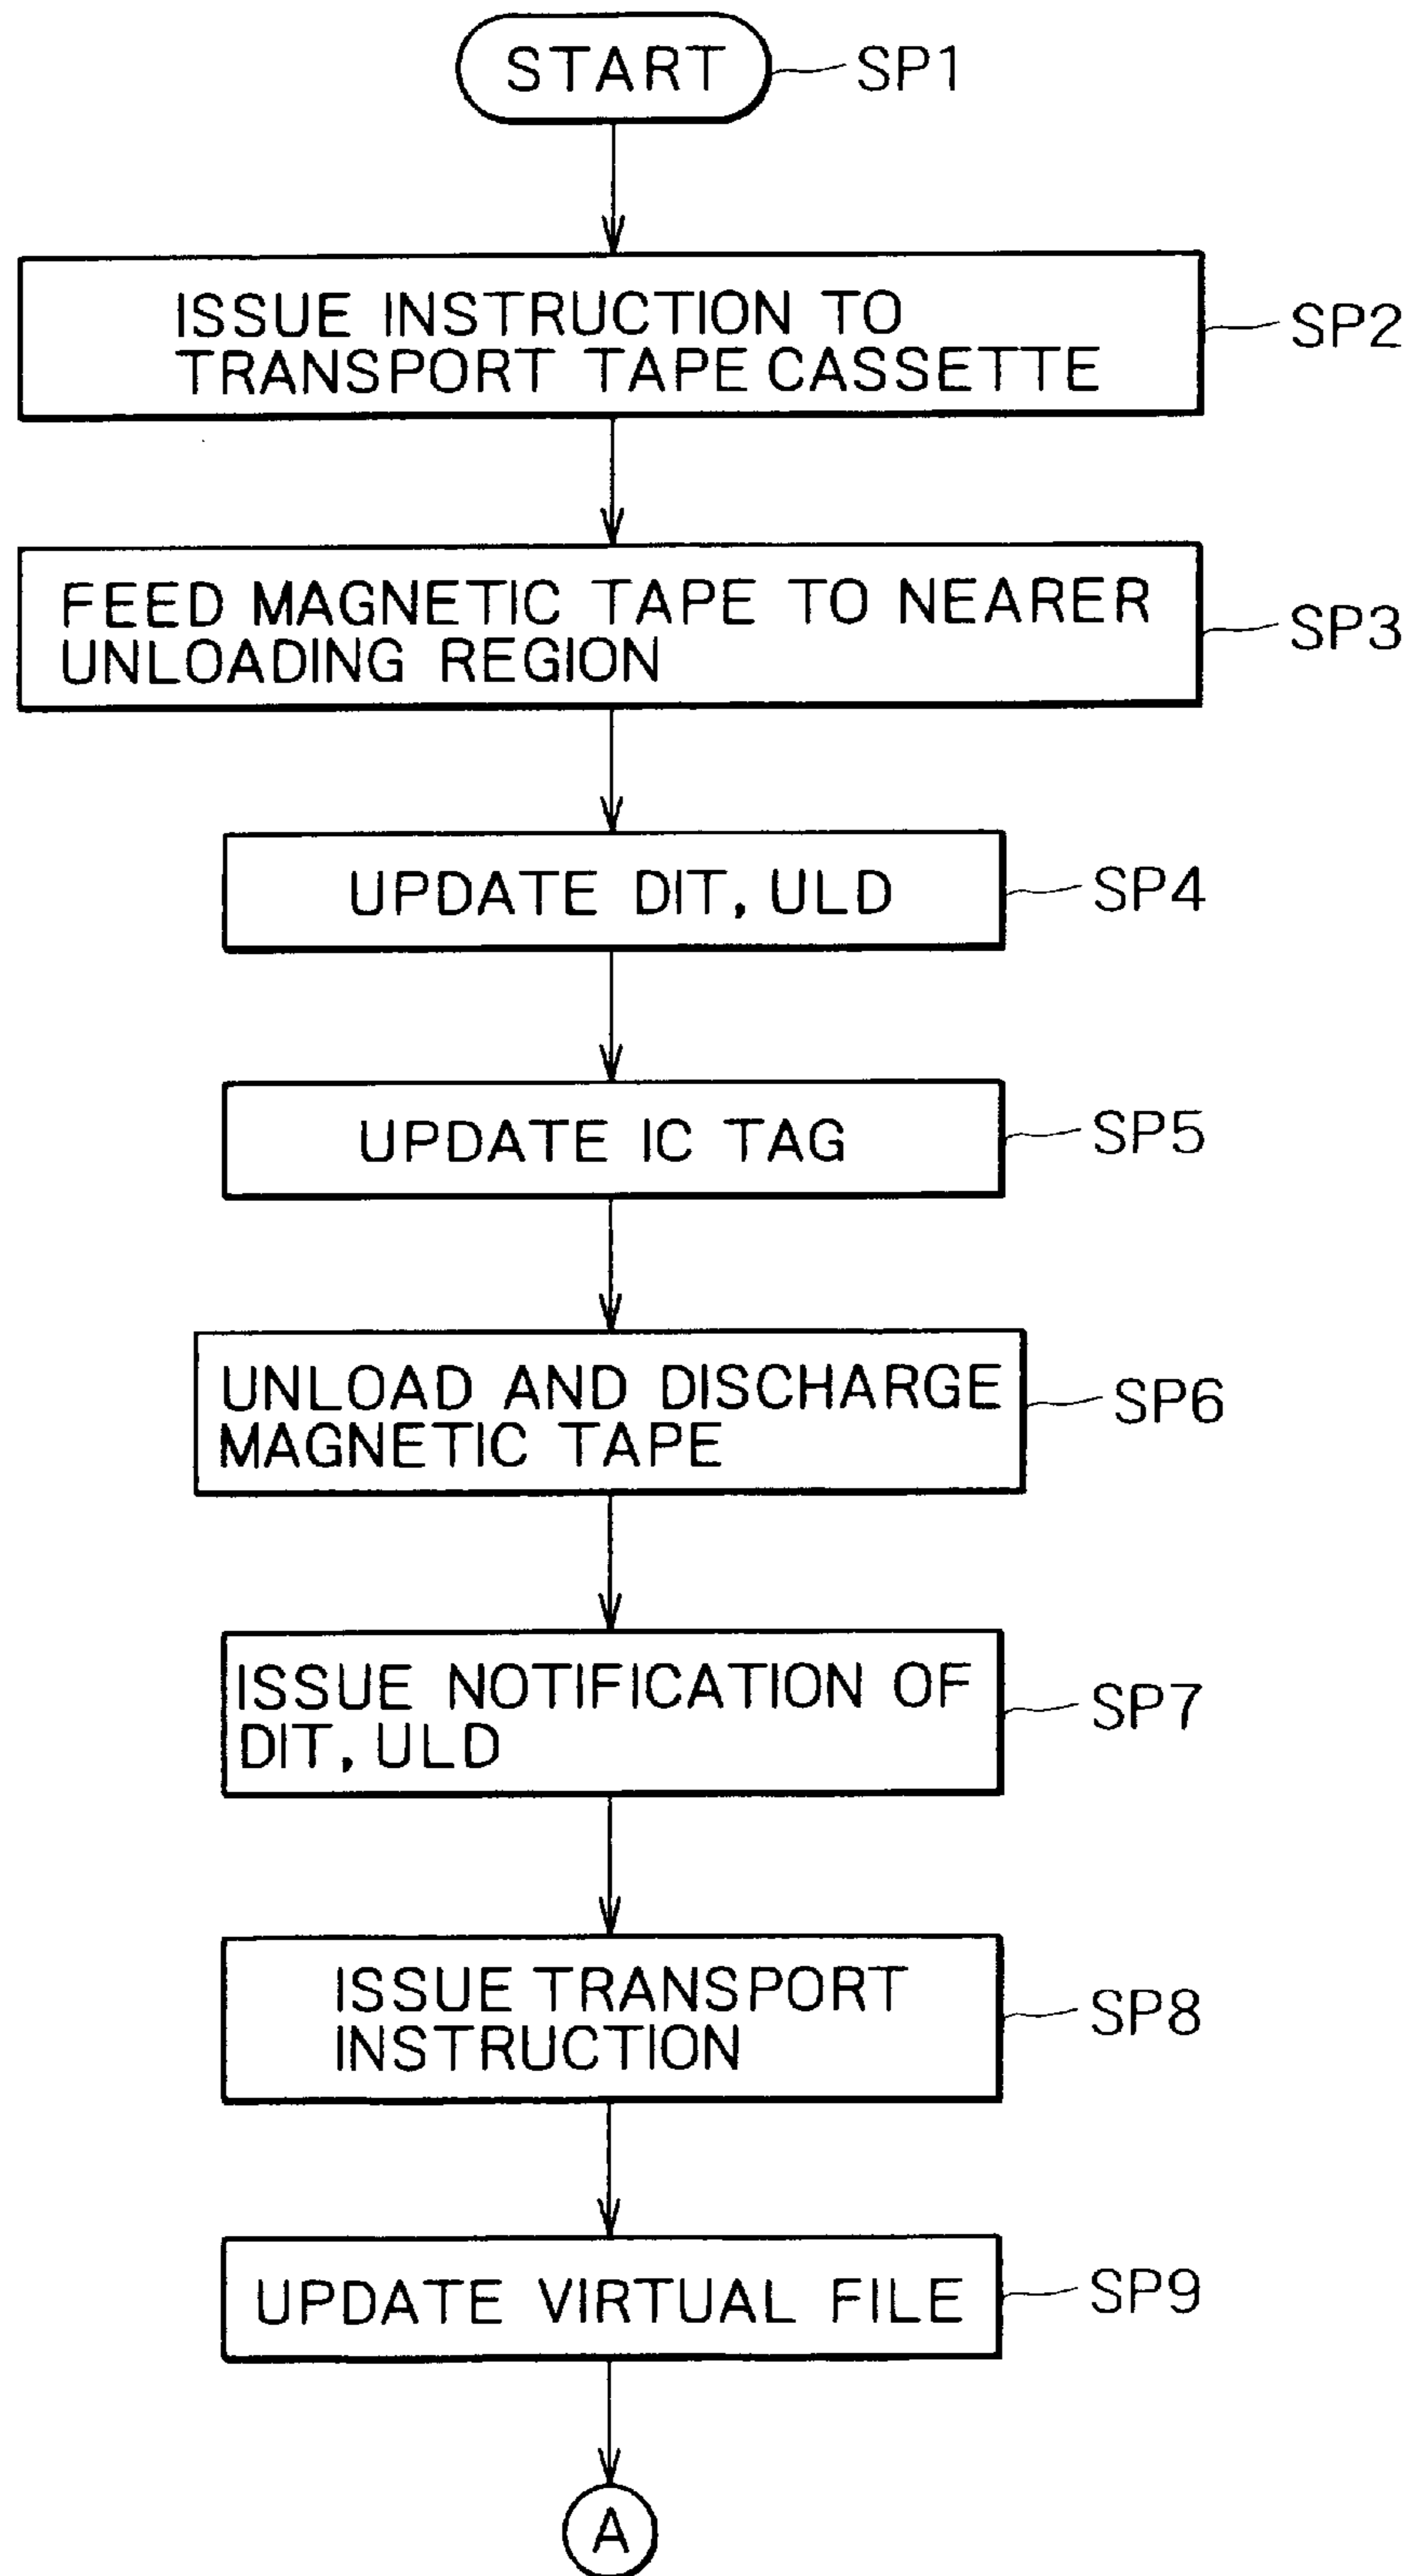 START
SP1
ISSUE INSTRUCTION TO
TRANSPORT TAPE CASSETTE
SP2
FEED MAGNETIC TAPE TO NEARER
UNLOADING REGION
SP3
UPDATE DIT, ULD
SP4
UPDATE IC TAG
SP5
UNLOAD AND DISCHARGE
MAGNETIC TAPE
SP6
ISSUE NOTIFICATION OF
DIT, ULD
SP7
ISSUE TRANSPORT
INSTRUCTION
SP8
UPDATE VIRTUAL FILE
SP9
A